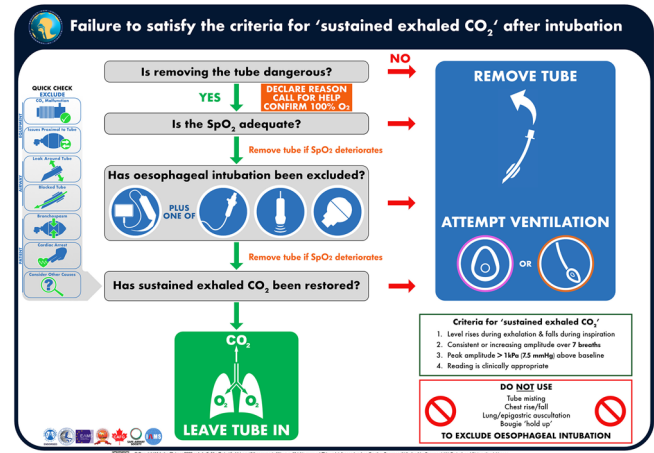 Failure to satisfy the criteria for ‘sustained exhaled CO₂‘ after intubation
Is removing the tube dangerous?
NO
YES
DECLARE REASON
CALL FOR HELP
CONFIRM 100% O₂
Is the SpO₂ adequate?
Remove tube if SpO₂ deteriorates
Has oesophageal intubation been excluded?
PLUS
ONE OF
Remove tube if SpO₂ deteriorates
Has sustained exhaled CO₂ been restored?
CO₂
O₂
O₂
LEAVE TUBE IN
QUICK CHECK
EXCLUDE
EQUIPMENT
CO₂ Malfunction
Issues Proximal to Tube
AIRWAY
Leak Around Tube
Blocked Tube
PATIENT
Bronchospasm
Cardiac Arrest
Consider Other Causes
?
REMOVE TUBE
ATTEMPT VENTILATION
OR
Criteria for ‘sustained exhaled CO₂’
1. Level rises during exhalation & falls during inspiration
2. Consistent or increasing amplitude over 7 breaths
3. Peak amplitude > 1kPa (7.5 mmHg) above baseline
4. Reading is clinically appropriate
DO NOT USE
Tube misting
Chest rise/fall
Lung/epigastric auscultation
Bougie ‘hold up’
TO EXCLUDE OESOPHAGEAL INTUBATION